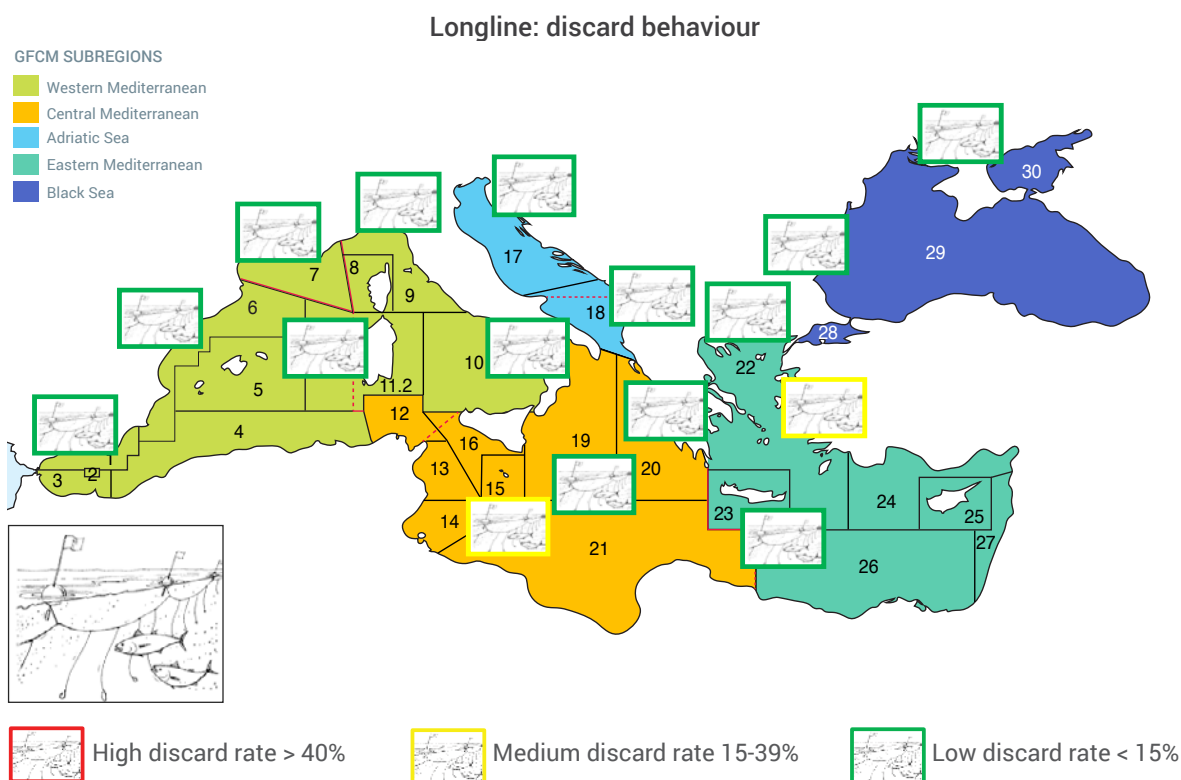 Longline: discard behaviour
GFCM SUBREGIONS
Western Mediterranean
Central Mediterranean
Adriatic Sea
Eastern Mediterranean
Black Sea
30
17
29
7
8
9
6
18
28
10
22
5
11.2
12
4
16
19
13
20
2
3
15
24
23
14
25
21
27
26
High discard rate > 40%
Medium discard rate 15-39%
Low discard rate < 15%